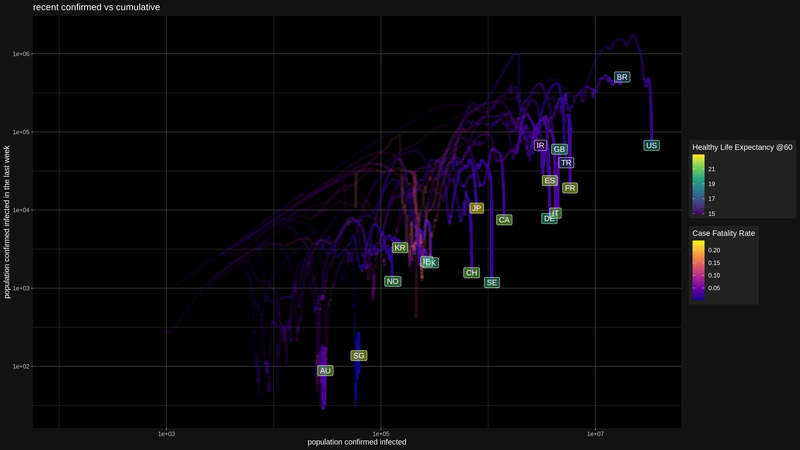 recent confirmed vs cumulative
population confirmed infected in the last week
1e+06
1e+05
1e+04
1e+03
1e+02
BR
US
IR
GB
TR
ES
FR
JP
CA
IT
DE
KR
IE
K
CH
NO
SE
SG
AU
1e+03
1e+05
1e+07
population confirmed infected
Healthy Life Expectancy @60
21
19
17
15
Case Fatality Rate
0.20
0.15
0.10
0.05